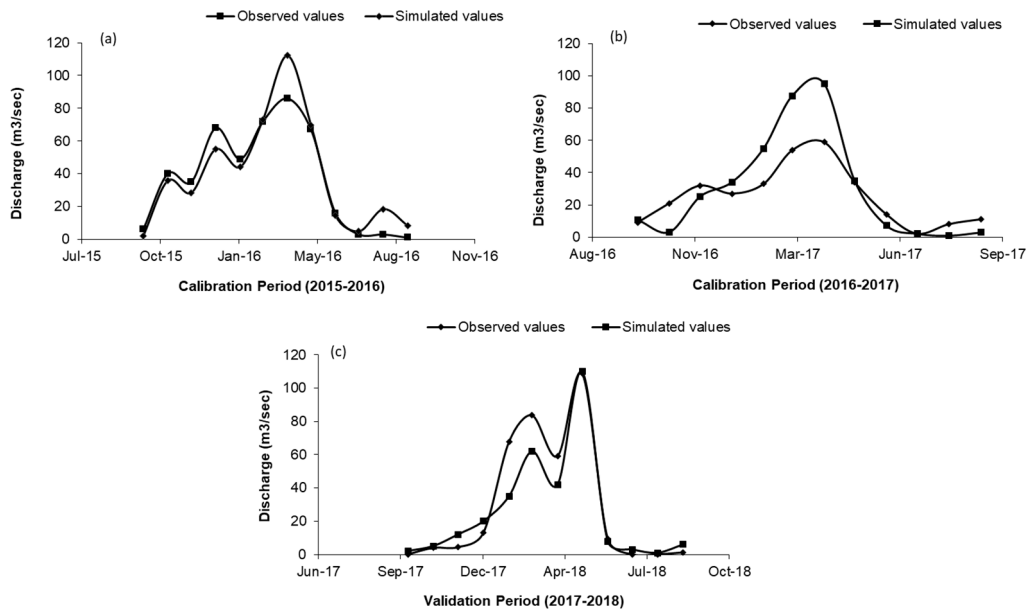 Observed values Simulated values
(a)
120
100
80
60
40
20
0
Discharge (m3/sec)
Jul-15 Oct-15 Jan-16 May-16 Aug-16 Nov-16
Calibration Period (2015-2016)
Observed values Simulated values
(b)
120
100
80
60
40
20
0
Discharge (m3/sec)
Aug-16 Nov-16 Mar-17 Jun-17 Sep-17
Calibration Period (2016-2017)
Observed values Simulated values
(c)
120
100
80
60
40
20
0
Discharge (m3/sec)
Jun-17 Sep-17 Dec-17 Apr-18 Jul-18 Oct-18
Validation Period (2017-2018)